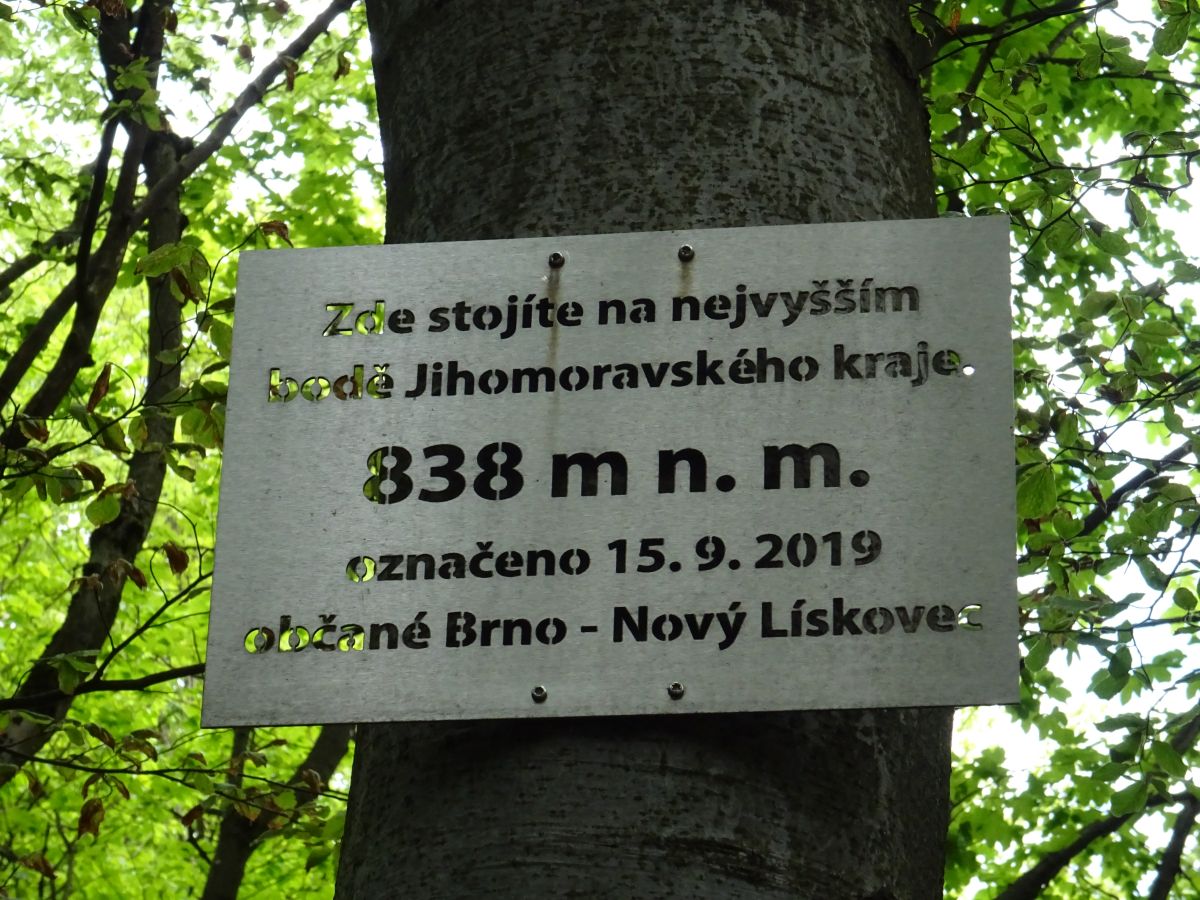 Zde stojíte na nejvyšším
bodě Jihomoravského kraje.
838 m n. m.
označeno 15. 9. 2019
občané Brno - Nový Lískovec